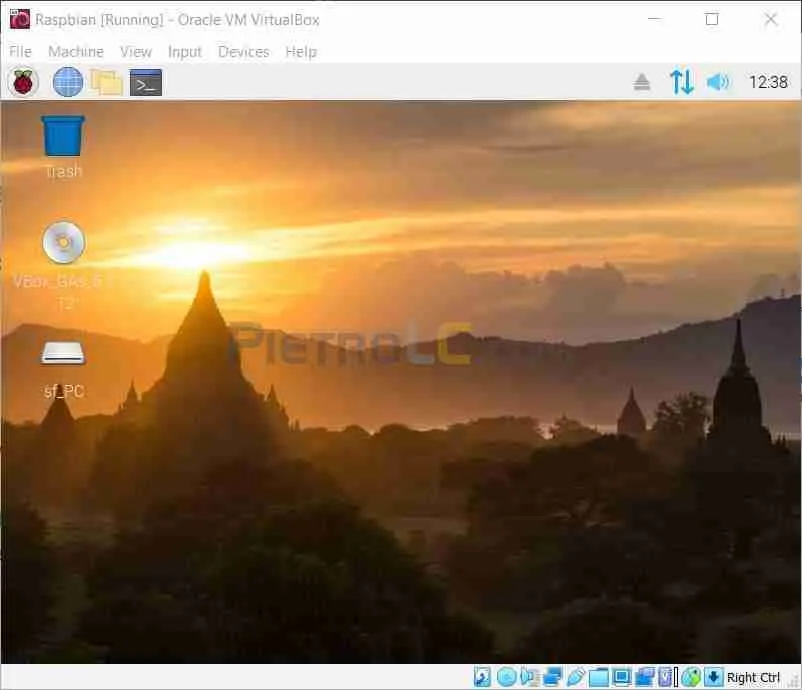 Raspbian [Running] - Oracle VM VirtualBox
File Machine View Input Devices Help
12:38
Trash
VBox_GAs_6.1
12
sf_PC
PIETROLC
Right Ctrl